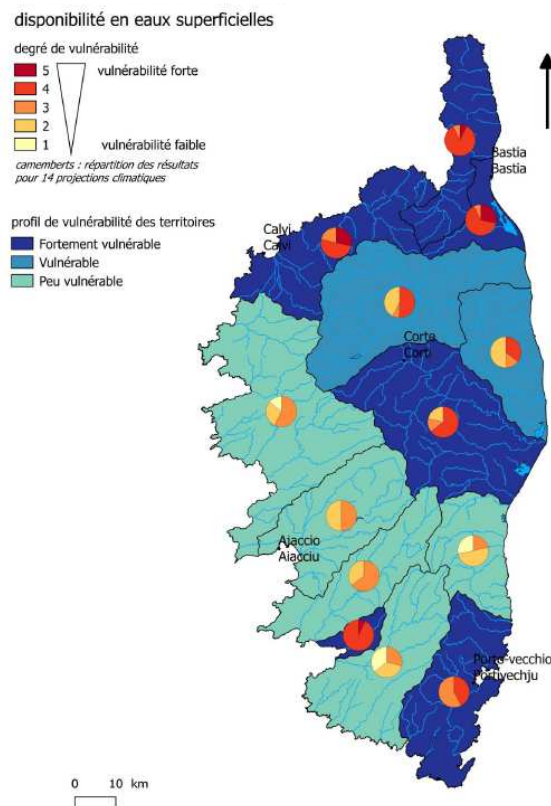 disponibilité en eaux superficielles
degré de vulnérabilité
5
vulnérabilité forte
4
3
2
1
vulnérabilité faible
camemberts : répartition des résultats
pour 14 projections climatiques
profil de vulnérabilité des territoires
Fortement vulnérable
Vulnérable
Peu vulnérable
Bastia
Bastia
Calvi
Calvi
Corte
Corti
Ajaccio
Aiacciu
Porto-vecchio
Portivechju
0 10 km